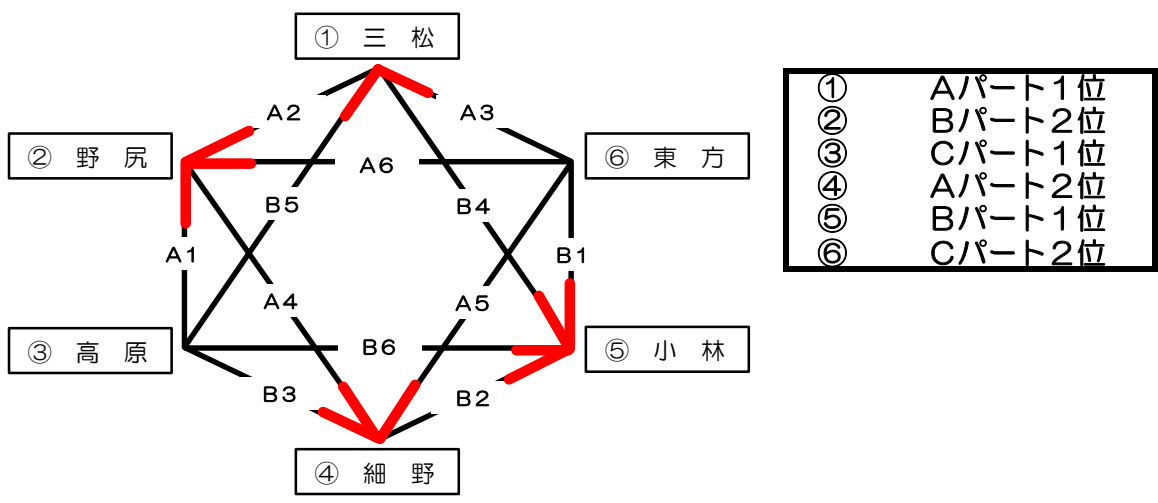 ① 三松
② 野尻
⑥ 東方
③ 高原
⑤ 小林
④ 細野
A2
A3
A6
B5
B4
A1
B1
A4
A5
B6
B3
B2
① Aパート1位
② Bパート2位
③ Cパート1位
④ Aパート2位
⑤ Bパート1位
⑥ Cパート2位